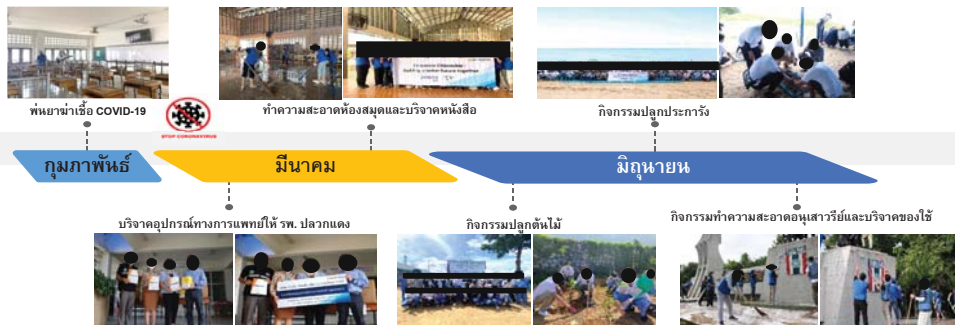 พ่นยาฆ่าเชื้อ COVID-19
STOP CORONAVIRUS
ทำความสะอาดห้องสมุดและบริจาคหนังสือ
กิจกรรมปลูกปะการัง
กุมภาพันธ์
มีนาคม
มิถุนายน
บริจาคอุปกรณ์ทางการแพทย์ให้ รพ. ปลวกแดง
กิจกรรมปลูกต้นไม้
กิจกรรมทำความสะอาดอนุเสาวรีย์และบริจาคของใช้